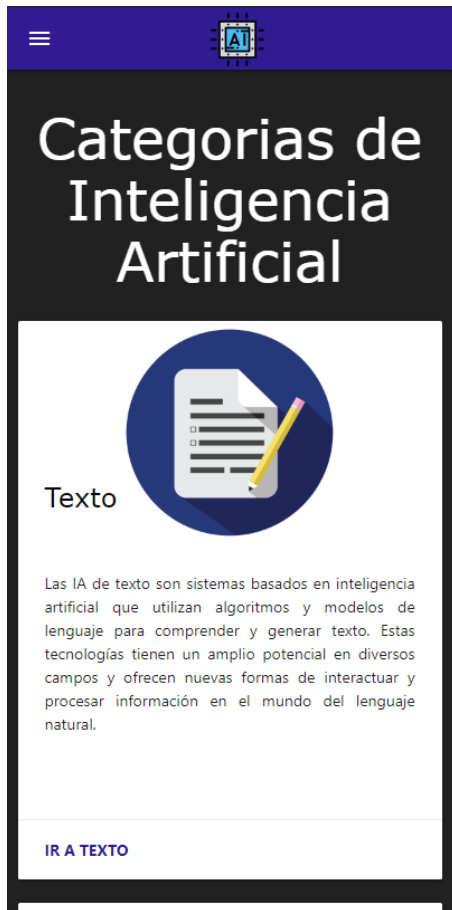 AI
Categorias de
Inteligencia
Artificial
Texto
Las IA de texto son sistemas basados en inteligencia
artificial que utilizan algoritmos y modelos de
lenguaje para comprender y generar texto. Estas
tecnologías tienen un amplio potencial en diversos
campos y ofrecen nuevas formas de interactuar y
procesar información en el mundo del lenguaje
natural.
IR A TEXTO